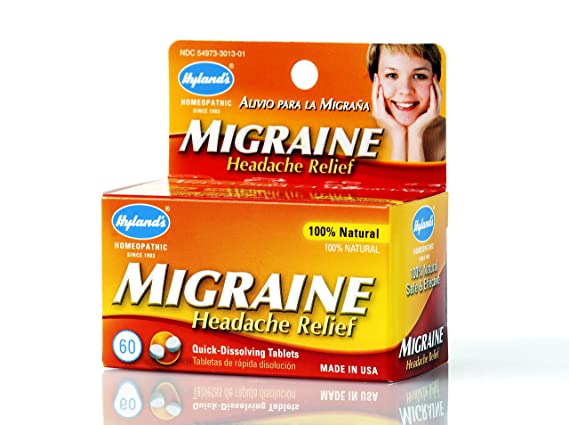 NDC 54973-3013-01
Hyland's
HOMEOPATHIC
SINCE 1903
ALIVIO PARA LA MIGRAÑA
MIGRAINE
Headache Relief
Hyland's
HOMEOPATHIC
SINCE 1903
100% Natural
100% NATURAL
MIGRAINE
Headache Relief
60
Quick-Dissolving Tablets
Tabletas de rápida disolución
MADE IN USA
Hyland's
HOMEOPATHIC
100% Natural
Safe & Effective
MIGRAINE
Headache Relief